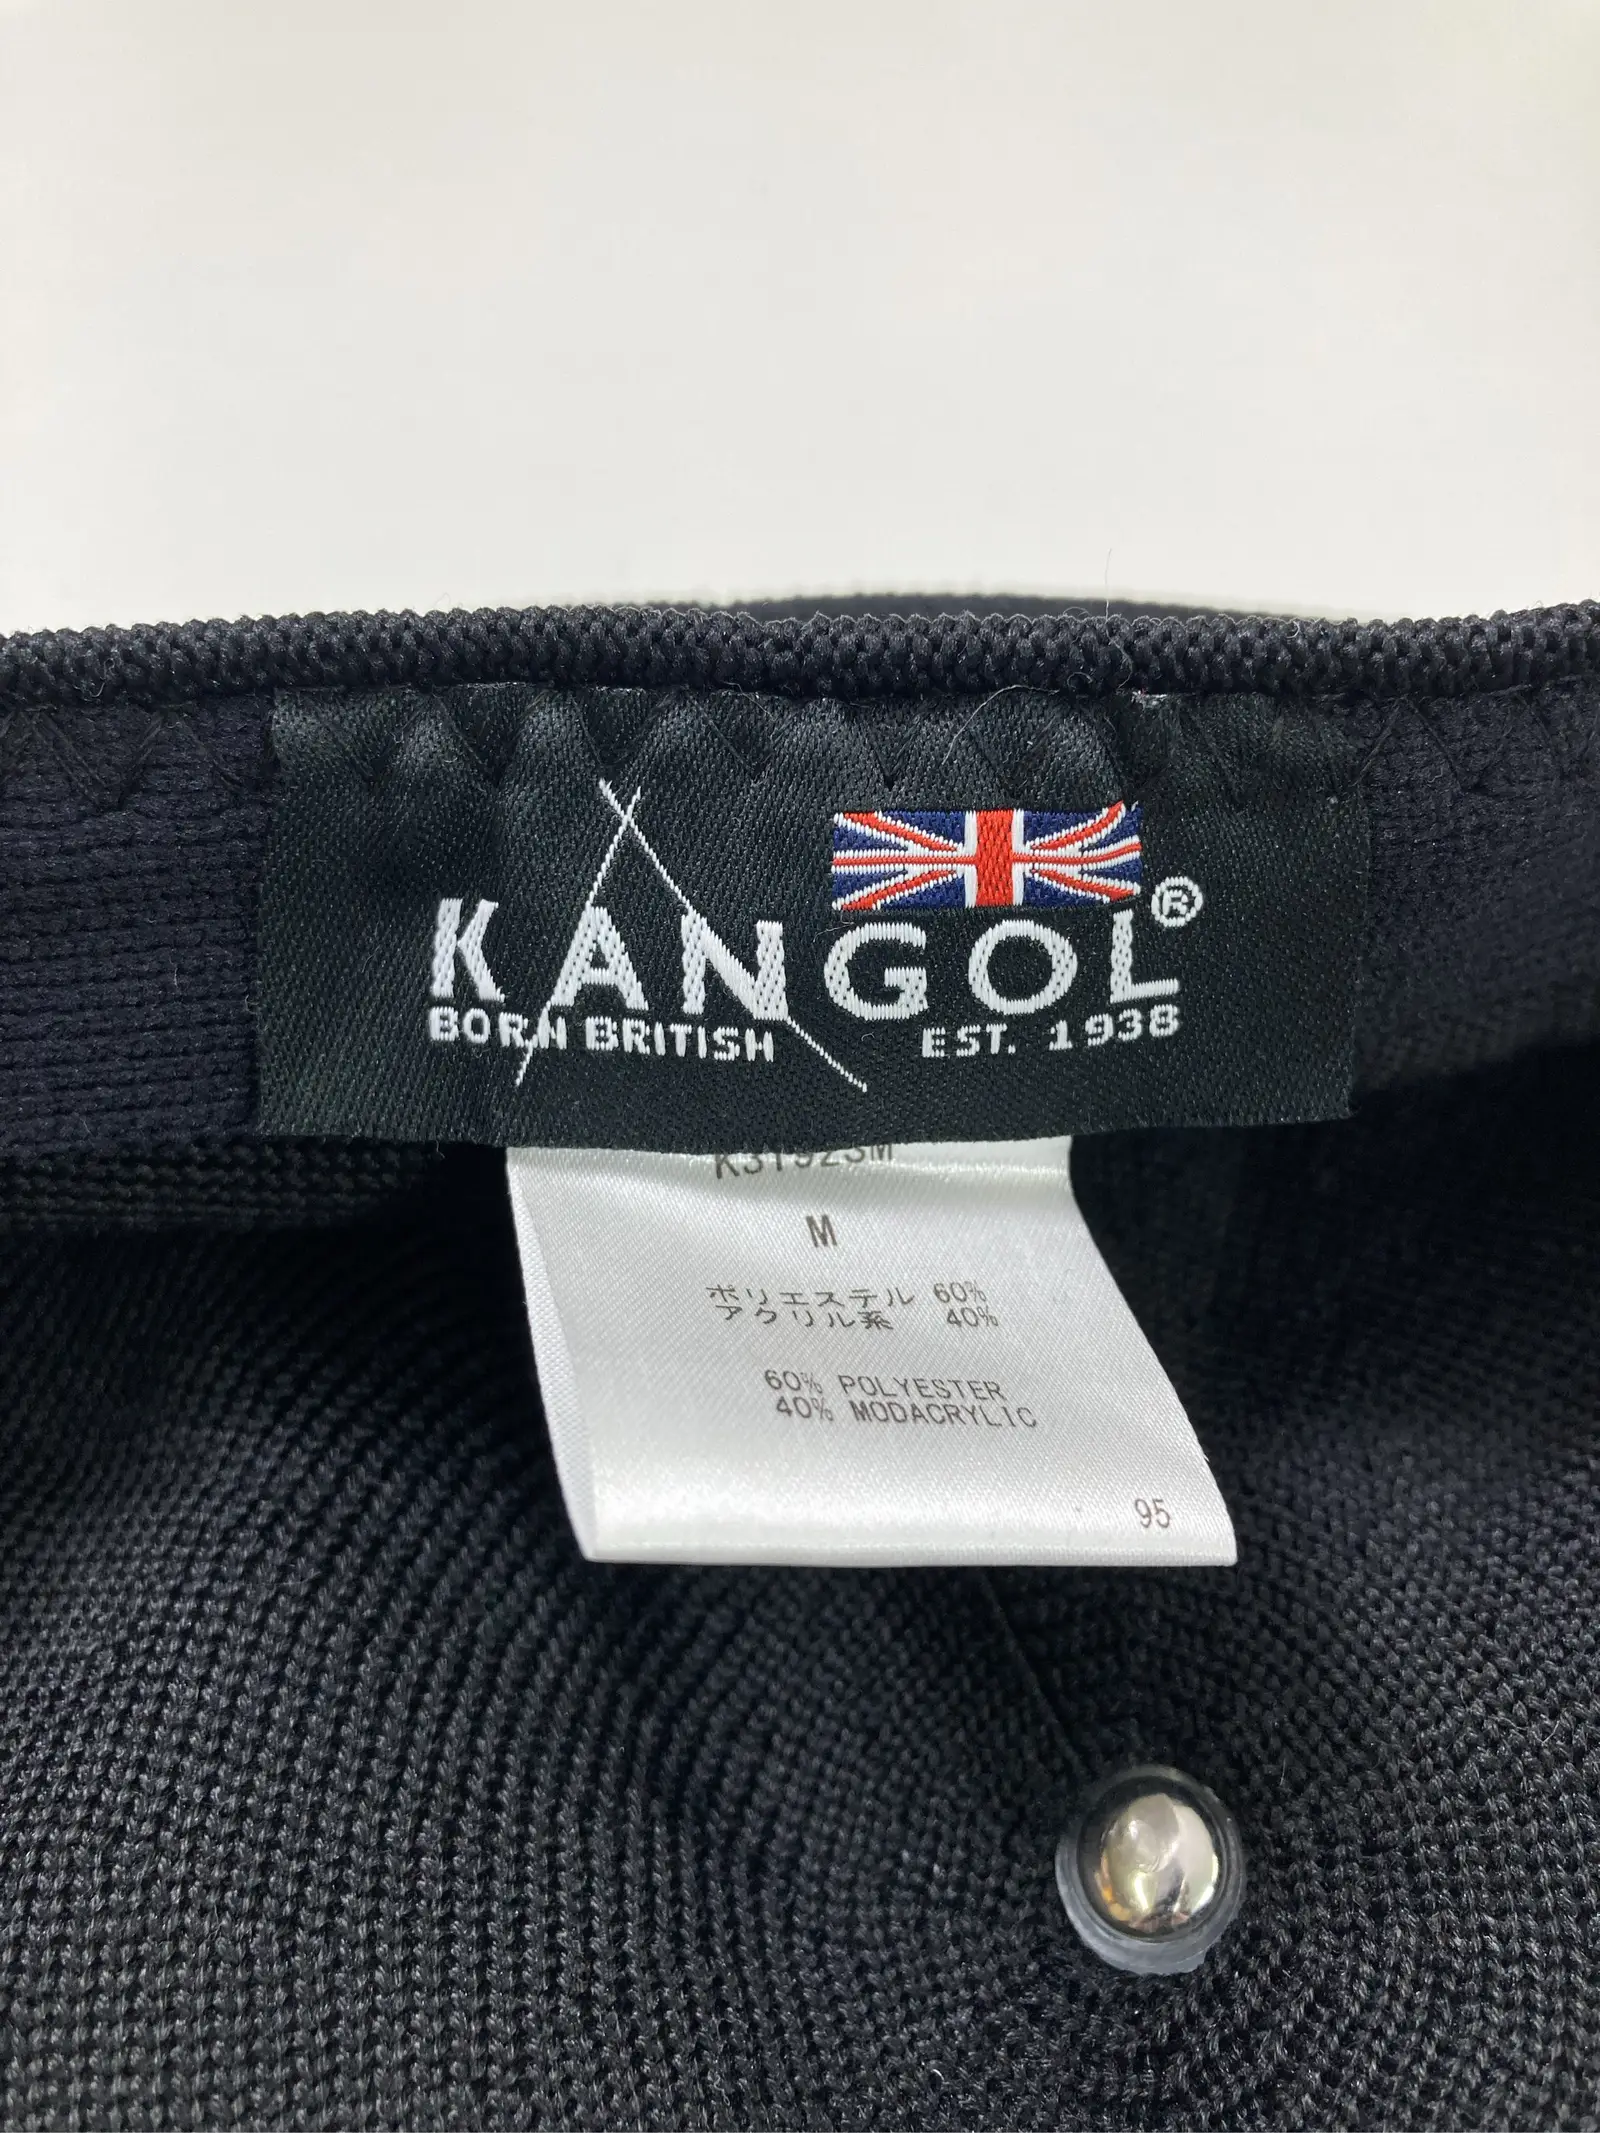 KANGOL®
BORN BRITISH EST. 1938
K3192SM
M
ポリエステル 60%
アクリル系 40%
60% POLYESTER
40% MODACRYLIC
95